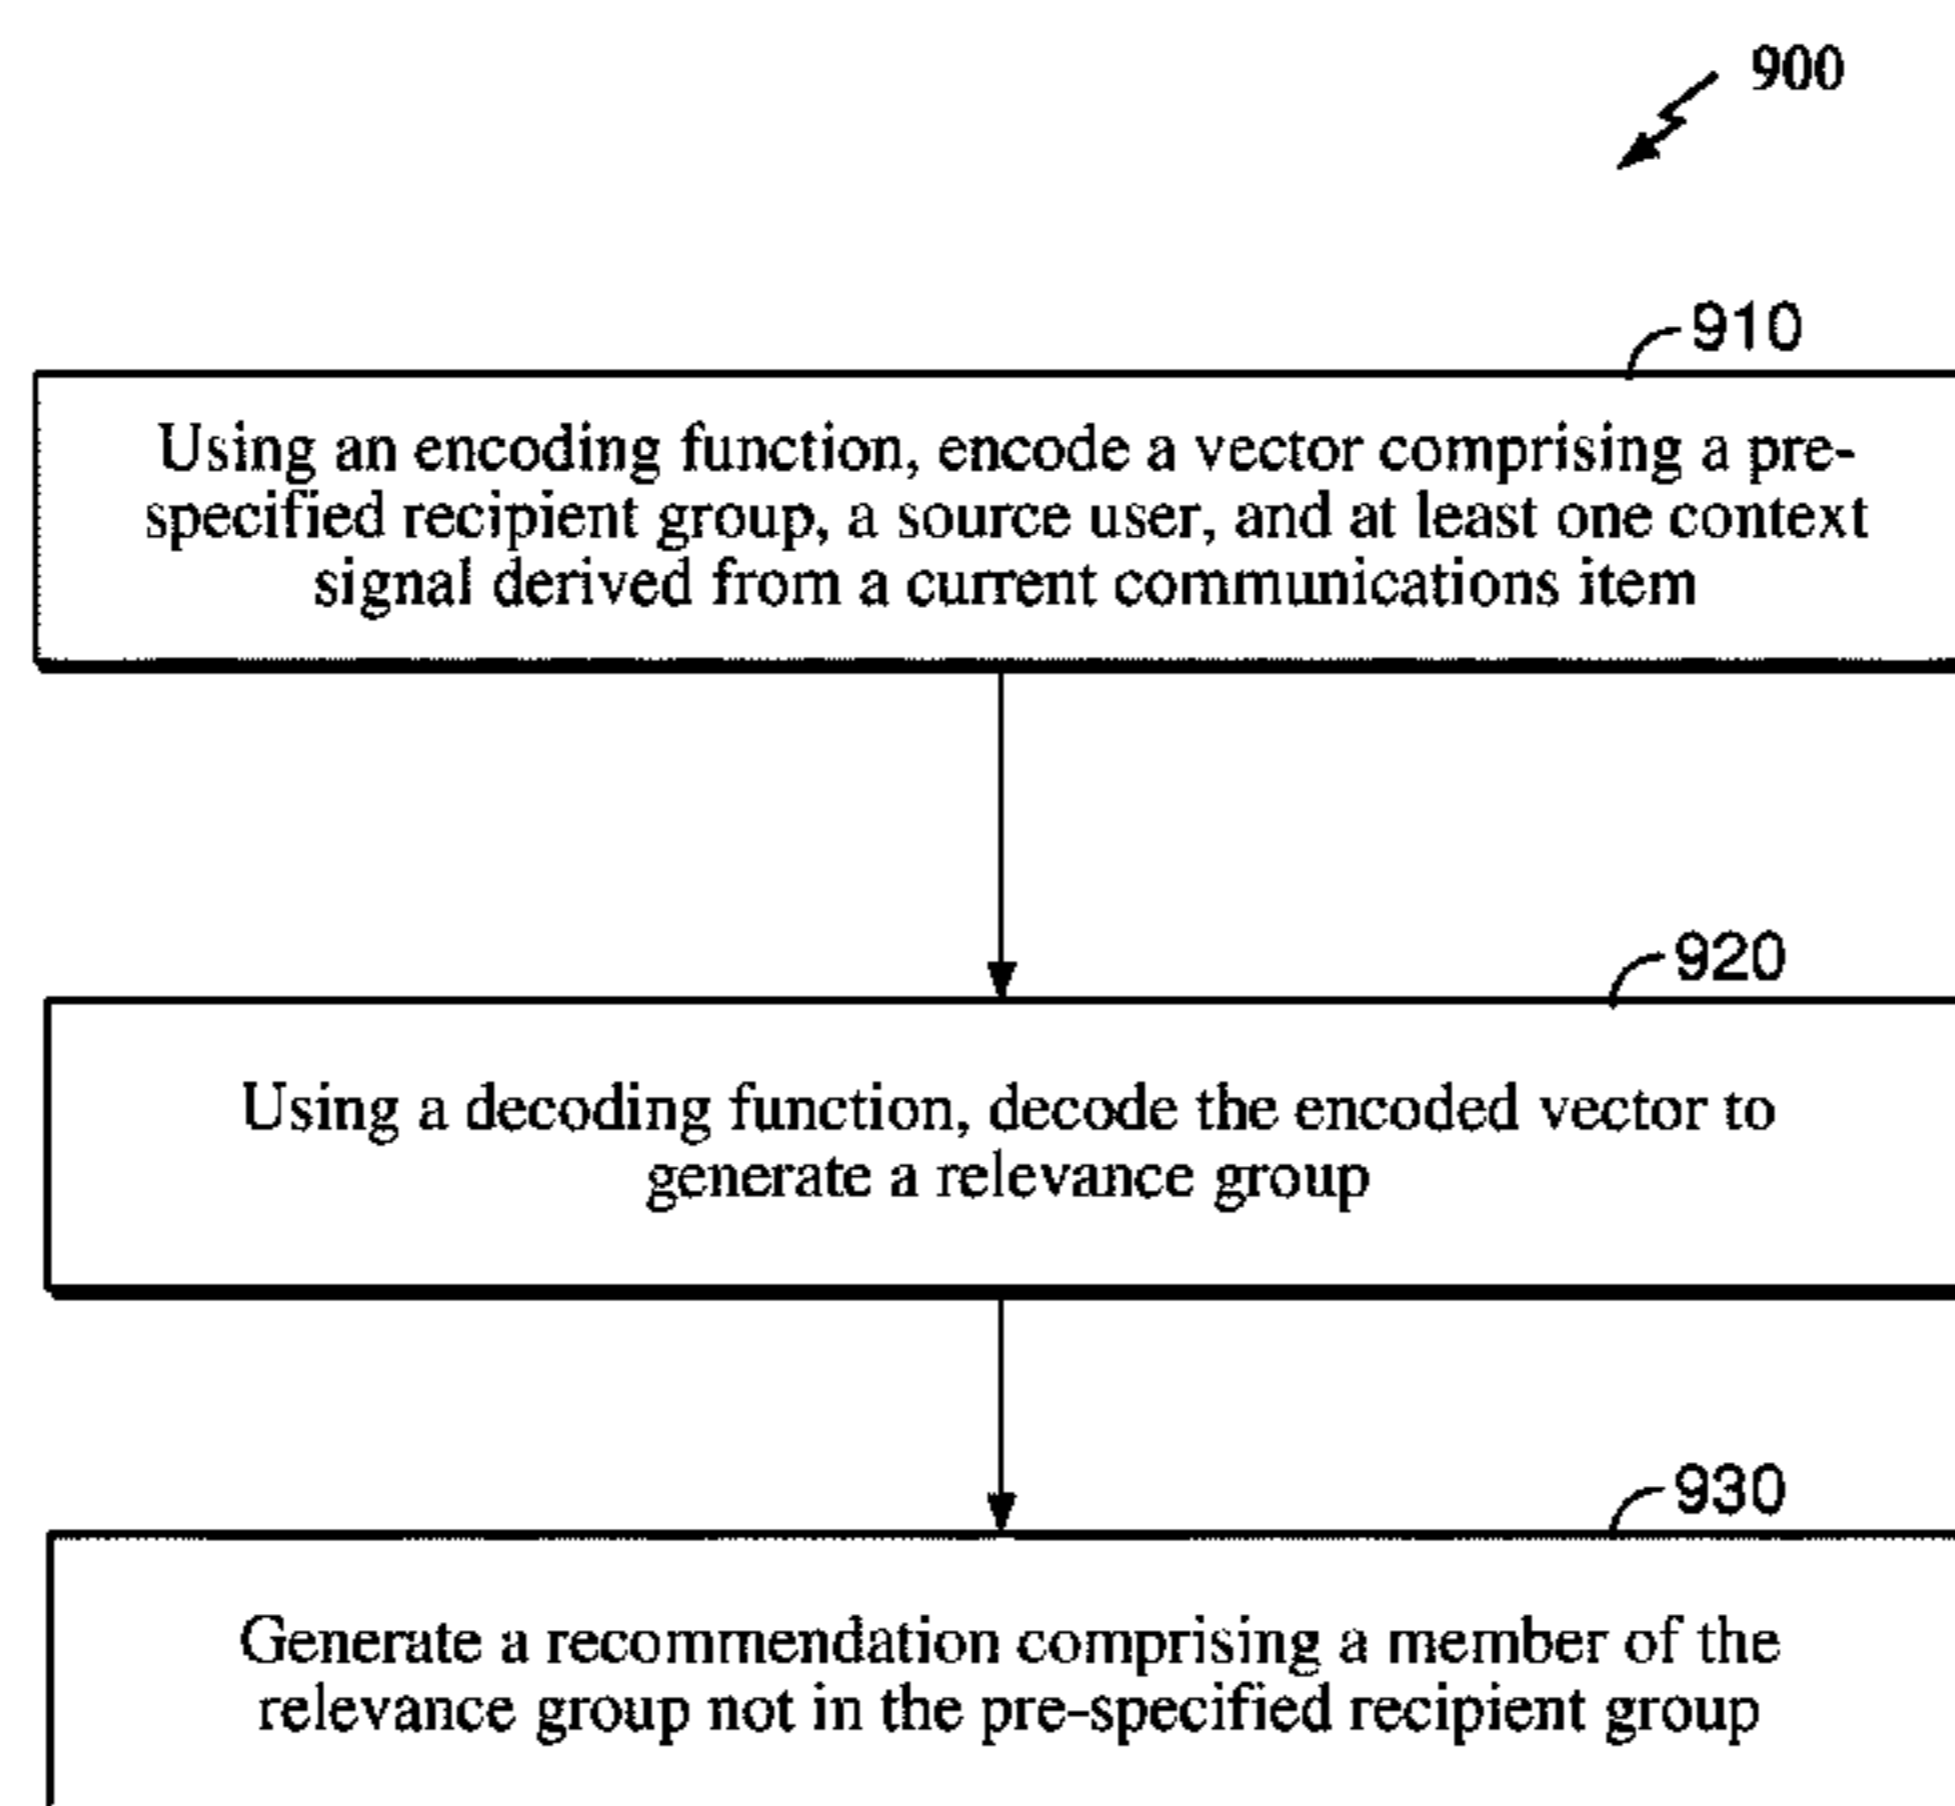 900
910
Using an encoding function, encode a vector comprising a pre-
specified recipient group, a source user, and at least one context
signal derived from a current communications item
920
Using a decoding function, decode the encoded vector to
generate a relevance group
930
Generate a recommendation comprising a member of the
relevance group not in the pre-specified recipient group